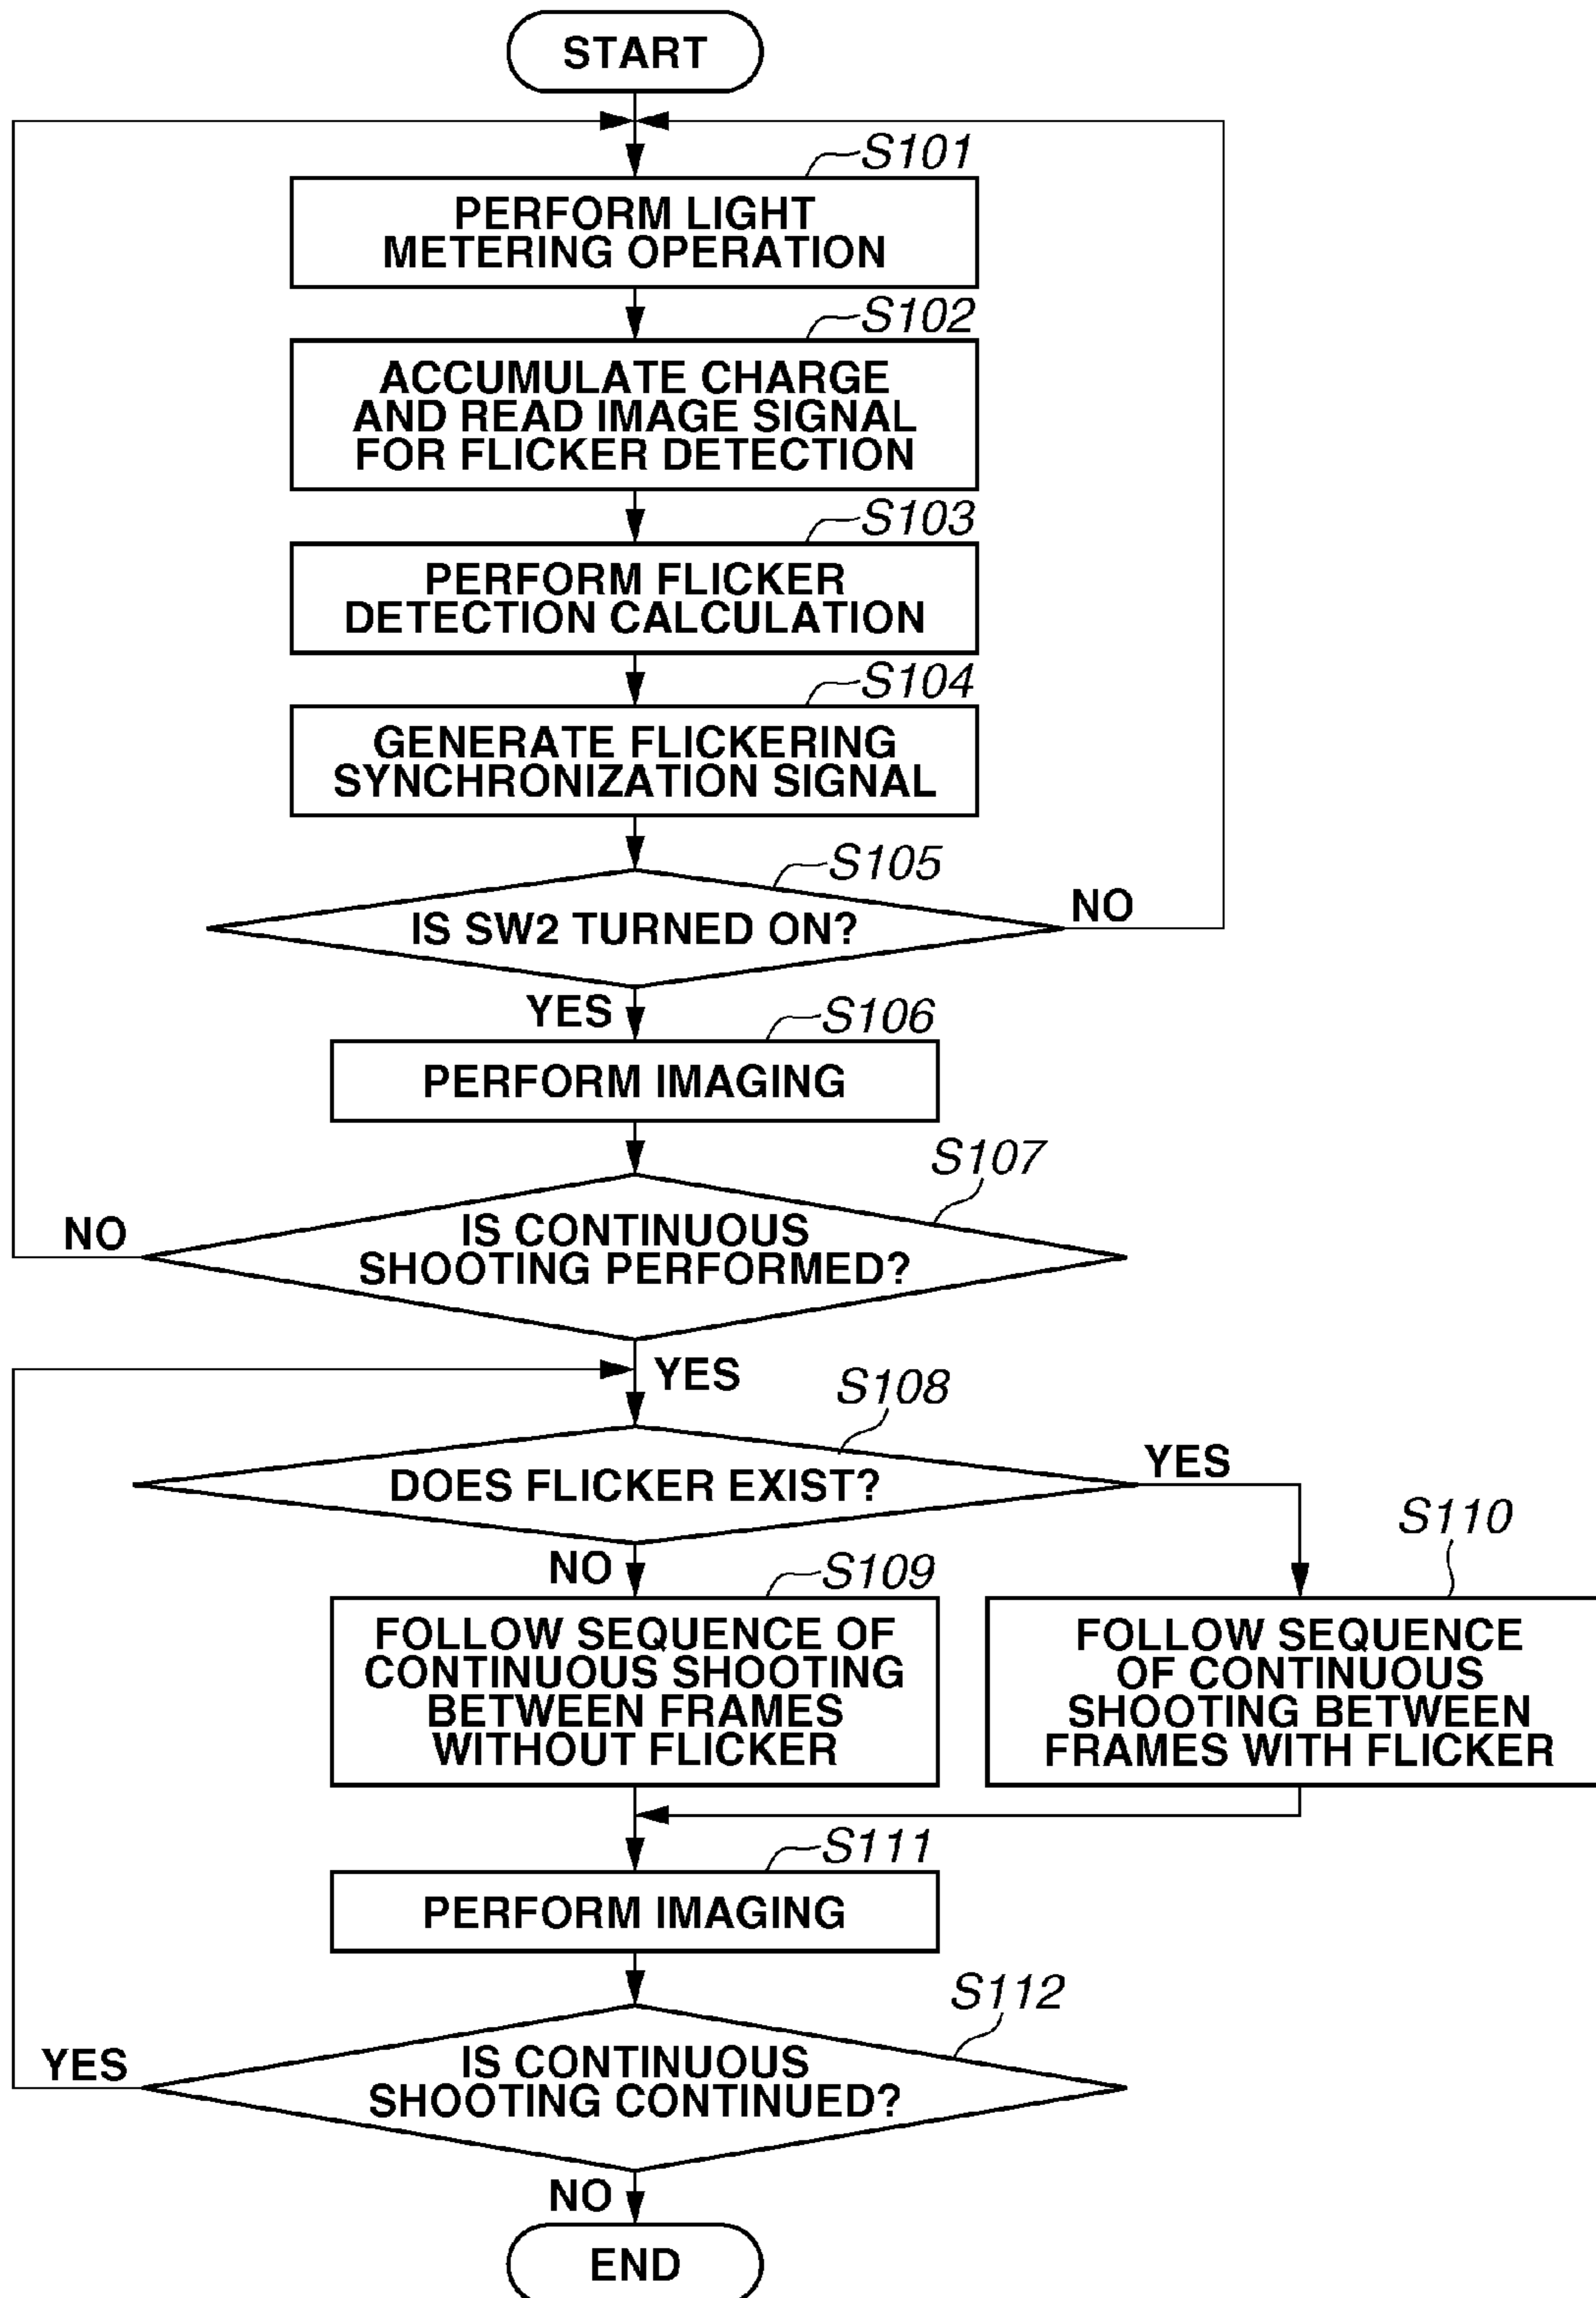 START
S101
PERFORM LIGHT
METERING OPERATION
S102
ACCUMULATE CHARGE
AND READ IMAGE SIGNAL
FOR FLICKER DETECTION
S103
PERFORM FLICKER
DETECTION CALCULATION
S104
GENERATE FLICKERING
SYNCHRONIZATION SIGNAL
S105
IS SW2 TURNED ON?
NO
YES
S106
PERFORM IMAGING
S107
IS CONTINUOUS
SHOOTING PERFORMED?
NO
YES
S108
DOES FLICKER EXIST?
YES
NO
S109
FOLLOW SEQUENCE OF
CONTINUOUS SHOOTING
BETWEEN FRAMES
WITHOUT FLICKER
S110
FOLLOW SEQUENCE
OF CONTINUOUS
SHOOTING BETWEEN
FRAMES WITH FLICKER
S111
PERFORM IMAGING
S112
IS CONTINUOUS
SHOOTING CONTINUED?
YES
NO
END